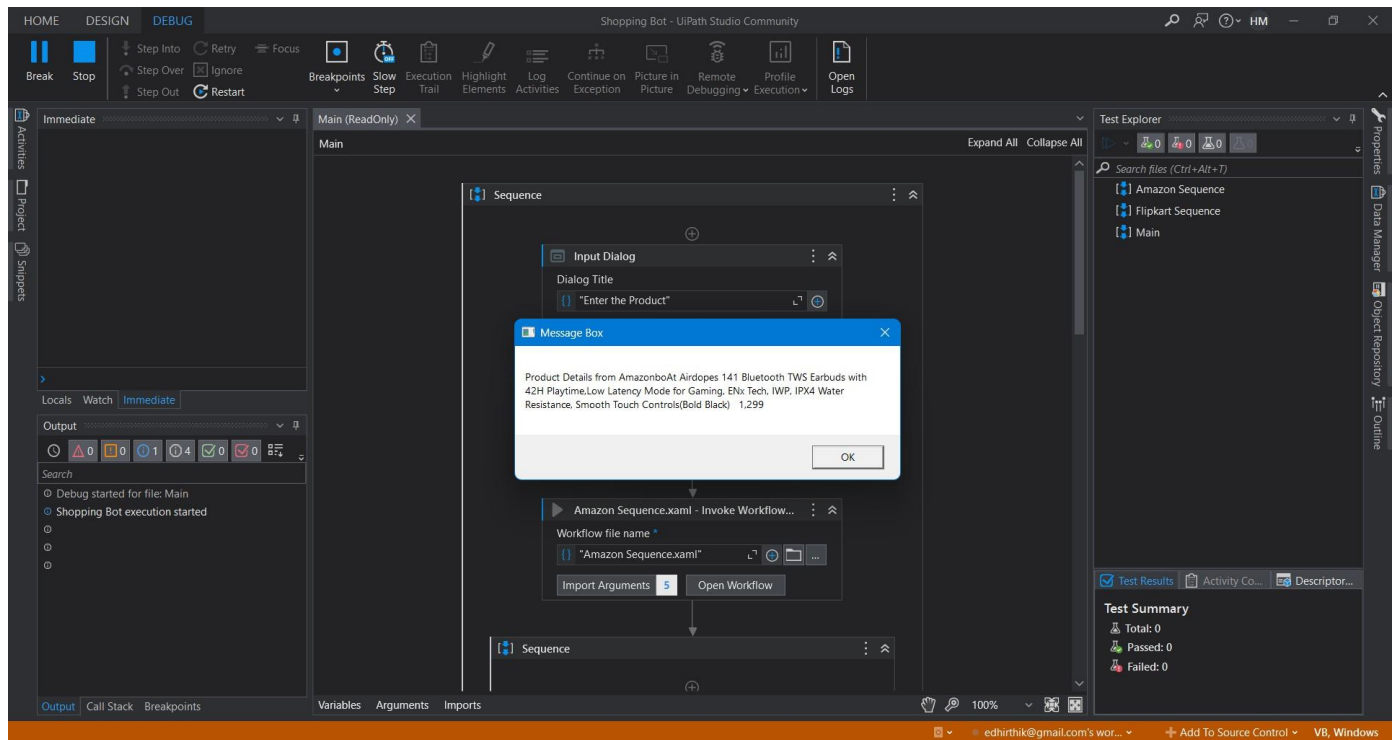 HOME DESIGN DEBUG
Shopping Bot - UiPath Studio Community
HM
Break Stop
Step Into Retry Focus
Step Over Ignore
Step Out Restart
Breakpoints Slow Step Execution Trail Highlight Elements Log Activities Continue on Exception Picture in Picture Remote Debugging Profile Execution Open Logs
OFF
Activities
Project
Snippets
Immediate
>
Locals Watch Immediate
Output
0 0 1 4 0 0
Search
Debug started for file: Main
Shopping Bot execution started
Output Call Stack Breakpoints
Main (ReadOnly)
Main
Expand All Collapse All
Sequence
Input Dialog
Dialog Title
"Enter the Product"
Message Box
Product Details from AmazonboAt Airdopes 141 Bluetooth TWS Earbuds with
42H Playtime,Low Latency Mode for Gaming, ENx Tech, IWP, IPX4 Water
Resistance, Smooth Touch Controls(Bold Black) 1,299
OK
Amazon Sequence.xaml - Invoke Workflow...
Workflow file name *
"Amazon Sequence.xaml"
...
Import Arguments 5 Open Workflow
Sequence
Variables Arguments Imports
100%
Test Explorer
0 0 0
Search files (Ctrl+Alt+T)
Amazon Sequence
Flipkart Sequence
Main
Test Results Activity Co... Descriptor...
Test Summary
Total: 0
Passed: 0
Failed: 0
Properties
Data Manager
Object Repository
Outline
edhirthik@gmail.com's wor... Add To Source Control VB, Windows